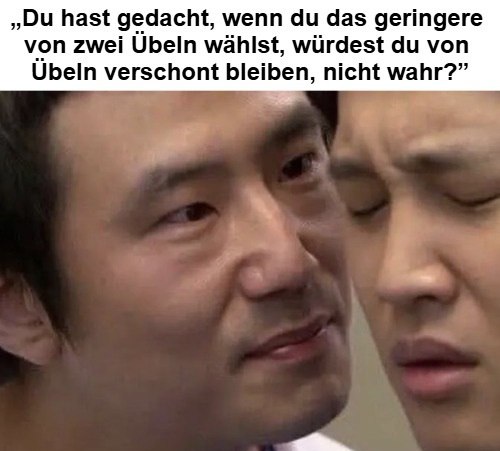 „Du hast gedacht, wenn du das geringere
von zwei Übeln wählst, würdest du von
Übeln verschont bleiben, nicht wahr?”